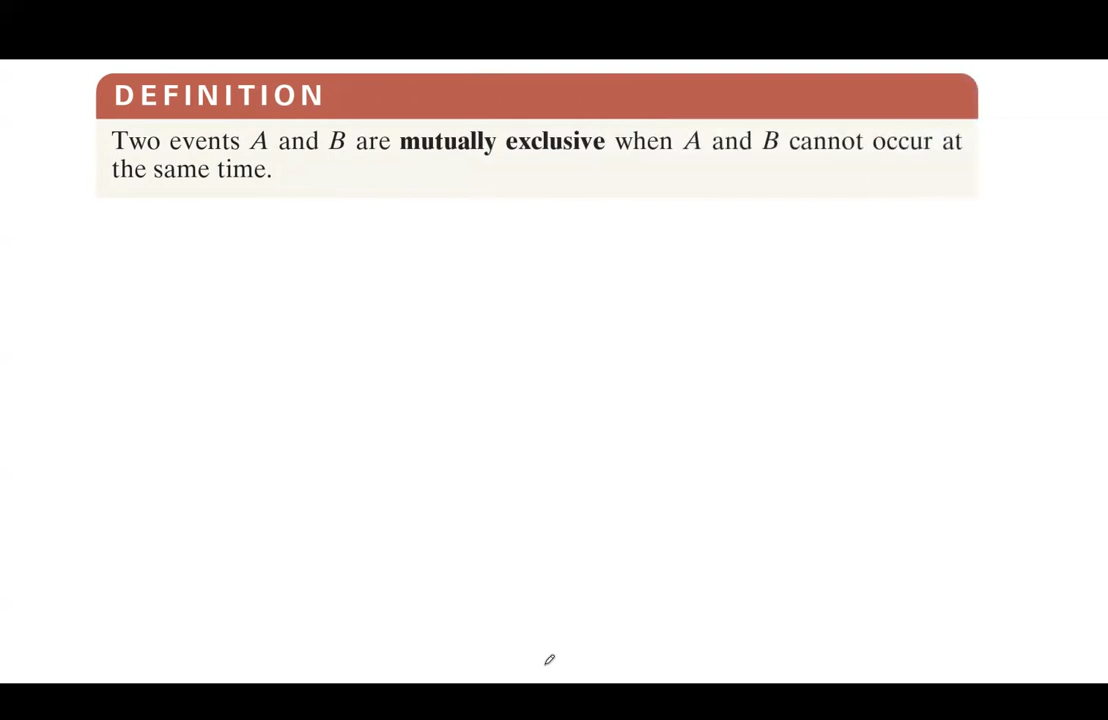 DEFINITION
Two events A and B are mutually exclusive when A and B cannot occur at
the same time.